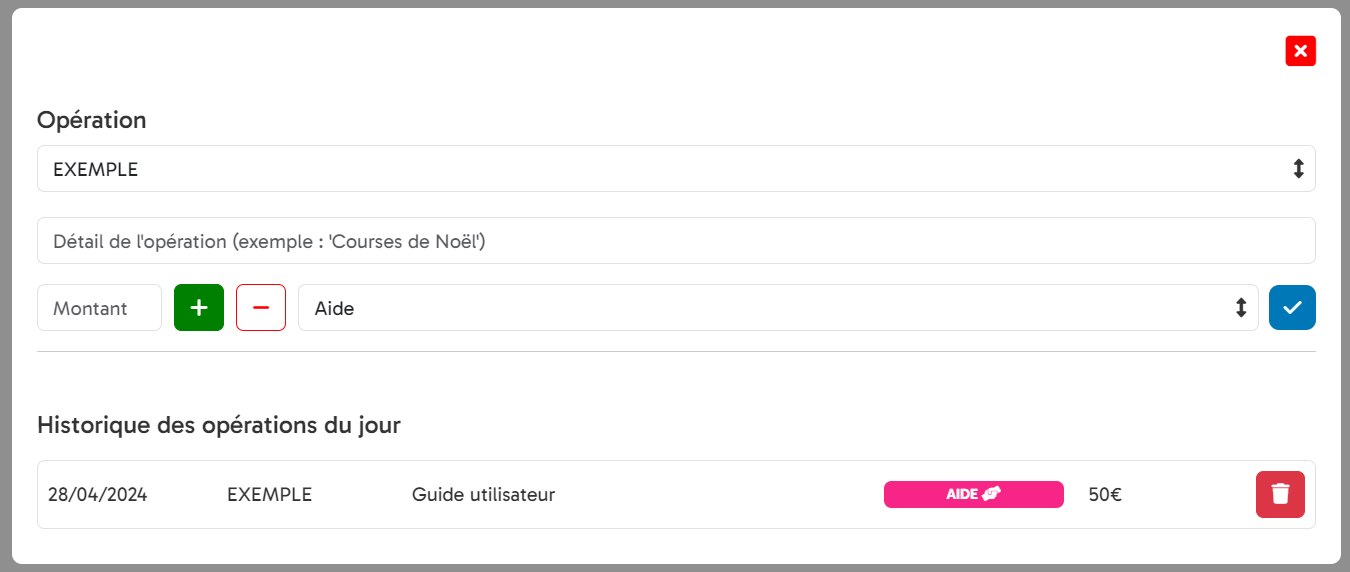 Opération
EXEMPLE
Détail de l'opération (exemple : 'Courses de Noël')
Montant Aide
Historique des opérations du jour
28/04/2024 EXEMPLE Guide utilisateur AIDE 50€